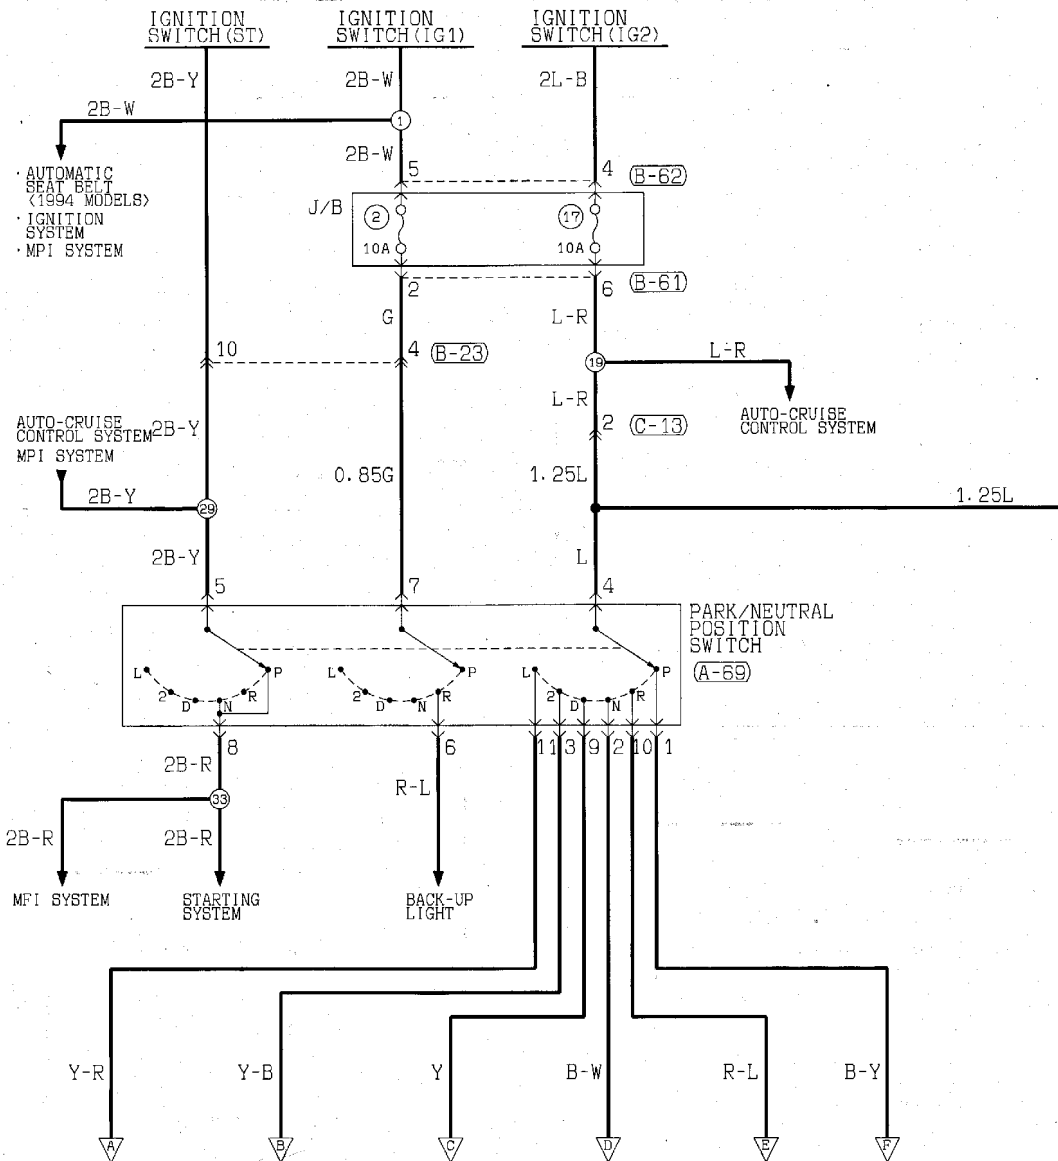 IGNITION
SWITCH(ST)
IGNITION
SWITCH(IG1)
IGNITION
SWITCH(IG2)
2B-Y
2B-W
2L-B
2B-W
1
2B-W
5
4
(B-62)
· AUTOMATIC
SEAT BELT
<1994 MODELS>
· IGNITION
SYSTEM
· MPI SYSTEM
J/B
2
17
10A
10A
2
6
(B-61)
G
L-R
10
4
(B-23)
19
L-R
L-R
AUTO-CRUISE
CONTROL SYSTEM
2
(C-13)
AUTO-CRUISE
CONTROL SYSTEM
MPI SYSTEM
2B-Y
0.85G
1.25L
2B-Y
29
1.25L
2B-Y
L
5
7
4
PARK/NEUTRAL
POSITION
SWITCH
(A-69)
L
2
D
N
R
P
L
2
D
N
R
P
L
2
D
N
R
P
8
6
11
3
9
2
10
1
2B-R
R-L
33
2B-R
2B-R
MFI SYSTEM
STARTING
SYSTEM
BACK-UP
LIGHT
Y-R
Y-B
Y
B-W
R-L
B-Y
A
B
C
D
E
F